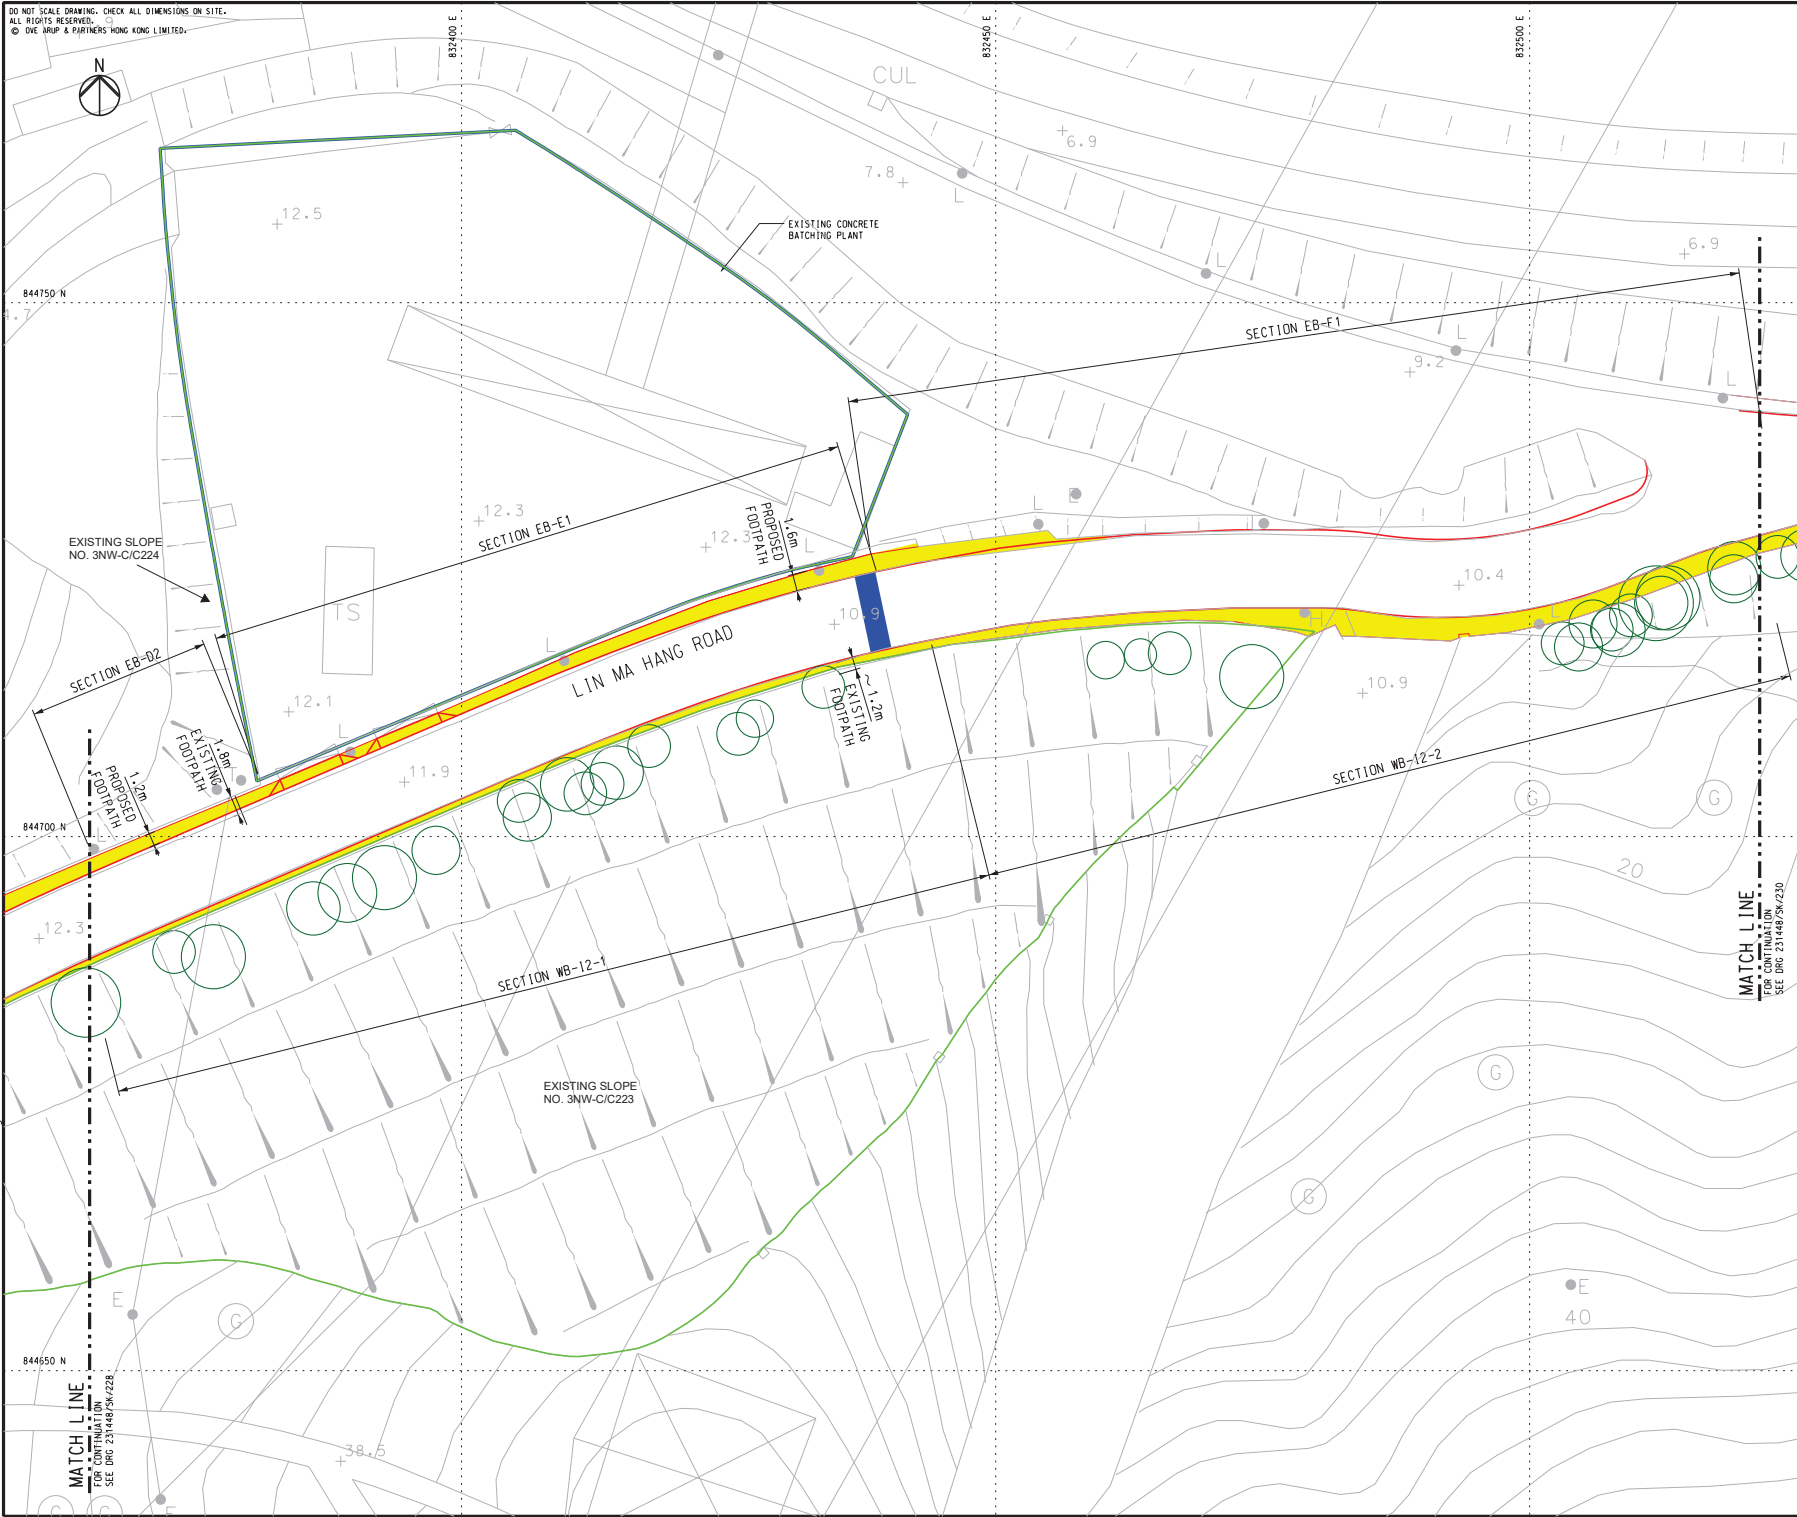 DO NOT SCALE DRAWING. CHECK ALL DIMENSIONS ON SITE.
ALL RIGHTS RESERVED.
© OVE ARUP & PARTNERS HONG KONG LIMITED.
N
832400 E
832450 E
832500 E
CUL
6.9
7.8
L
12.5
EXISTING CONCRETE
BATCHING PLANT
L
6.9
844750 N
4.7
SECTION EB-F1
L
9.2
L
SECTION EB-E1
12.3
L
E
12.3
L
1.6m
PROPOSED
FOOTPATH
EXISTING SLOPE
NO. 3NW-C/C224
TS
10.9
10.4
L
H
LIN MA HANG ROAD
L
SECTION EB-D2
12.1
L
10.9
~ 1.2m
EXISTING
FOOTPATH
1.8m
EXISTING
FOOTPATH
T
11.9
1.2m
PROPOSED
FOOTPATH
SECTION WB-12-2
G
G
844700 N
L
20
12.3
SECTION WB-12-1
MATCH LINE
FOR CONTINUATION
SEE DRG 231448/SK/230
EXISTING SLOPE
NO. 3NW-C/C223
G
G
E
G
E
40
844650 N
MATCH LINE
FOR CONTINUATION
SEE DRG 231448/SK/228
38.5
G
G
E